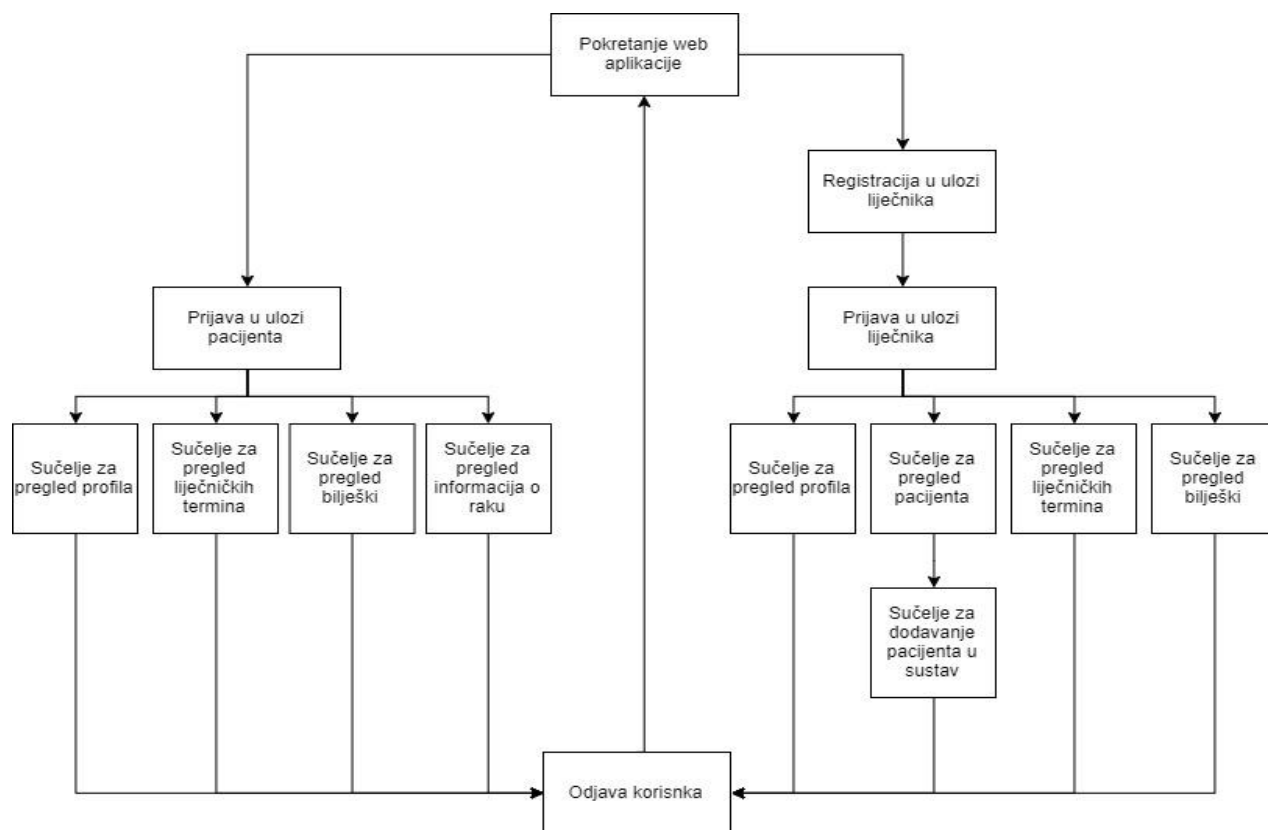 Pokretanje web
aplikacije
Registracija u ulozi
liječnika
Prijava u ulozi
pacijenta
Prijava u ulozi
liječnika
Sučelje za
pregled profila
Sučelje za
pregled
liječničkih
termina
Sučelje za
pregled
bilješki
Sučelje za
pregled
informacija o
raku
Sučelje za
pregled profila
Sučelje za
pregled
pacijenta
Sučelje za
pregled
liječničkih
termina
Sučelje za
pregled
bilješki
Sučelje za
dodavanje
pacijenta u
sustav
Odjava korisnka